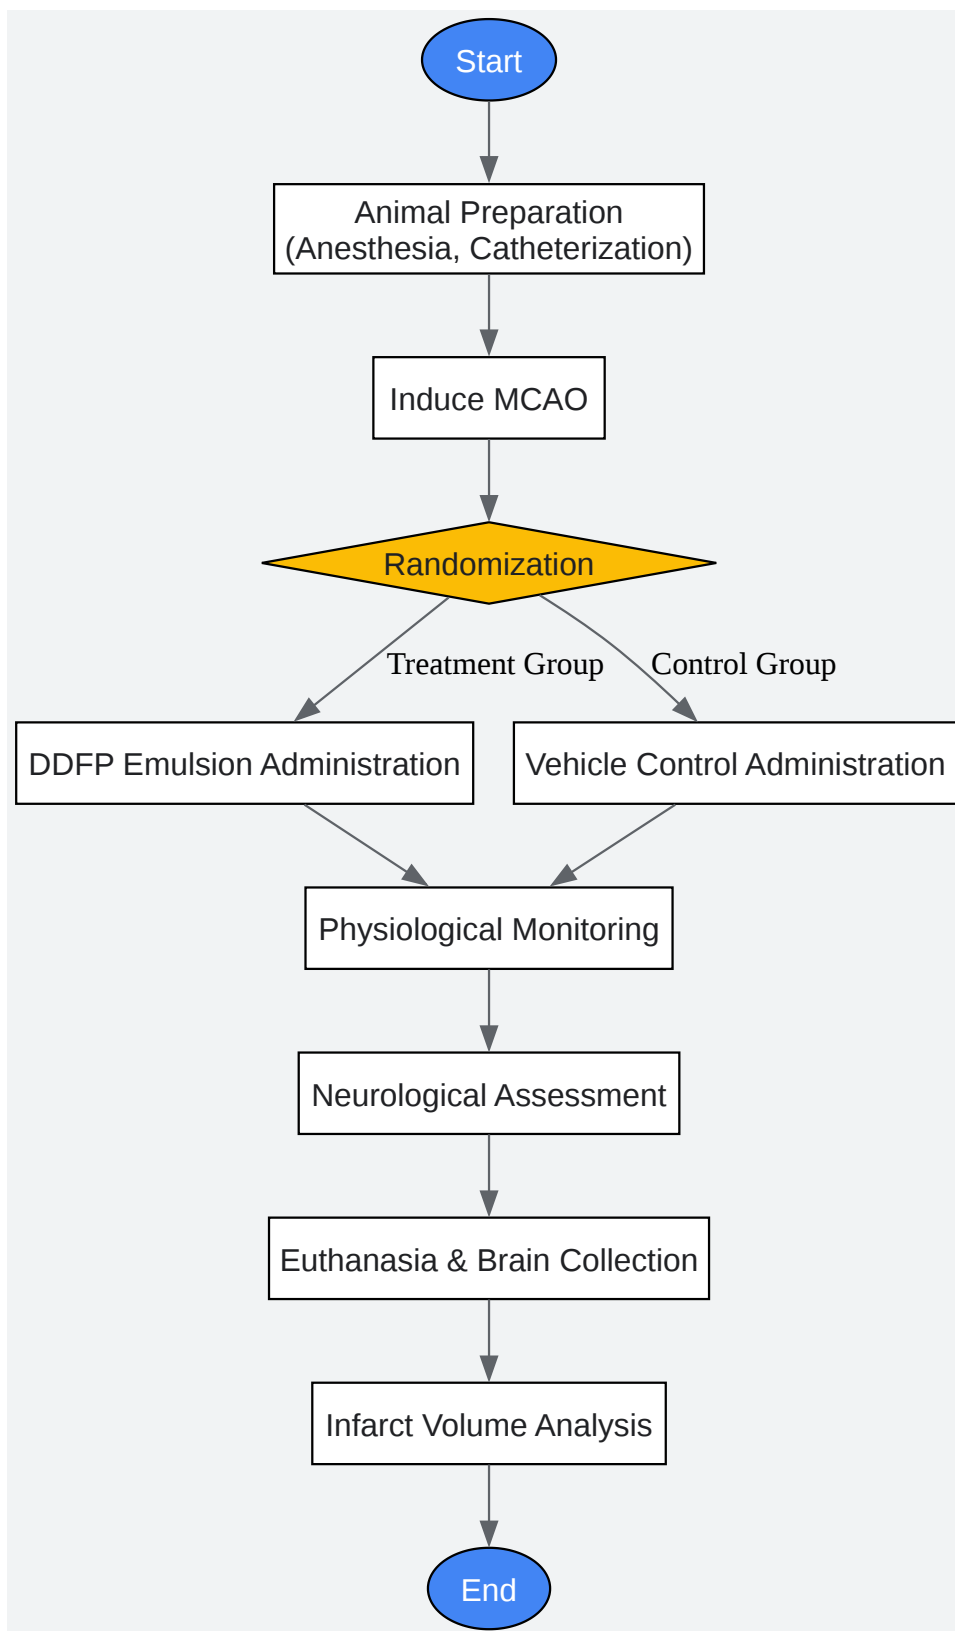 Start
Animal Preparation
(Anesthesia, Catheterization)
Induce MCAO
Randomization
Treatment Group
Control Group
DDFP Emulsion Administration
Vehicle Control Administration
Physiological Monitoring
Neurological Assessment
Euthanasia & Brain Collection
Infarct Volume Analysis
End